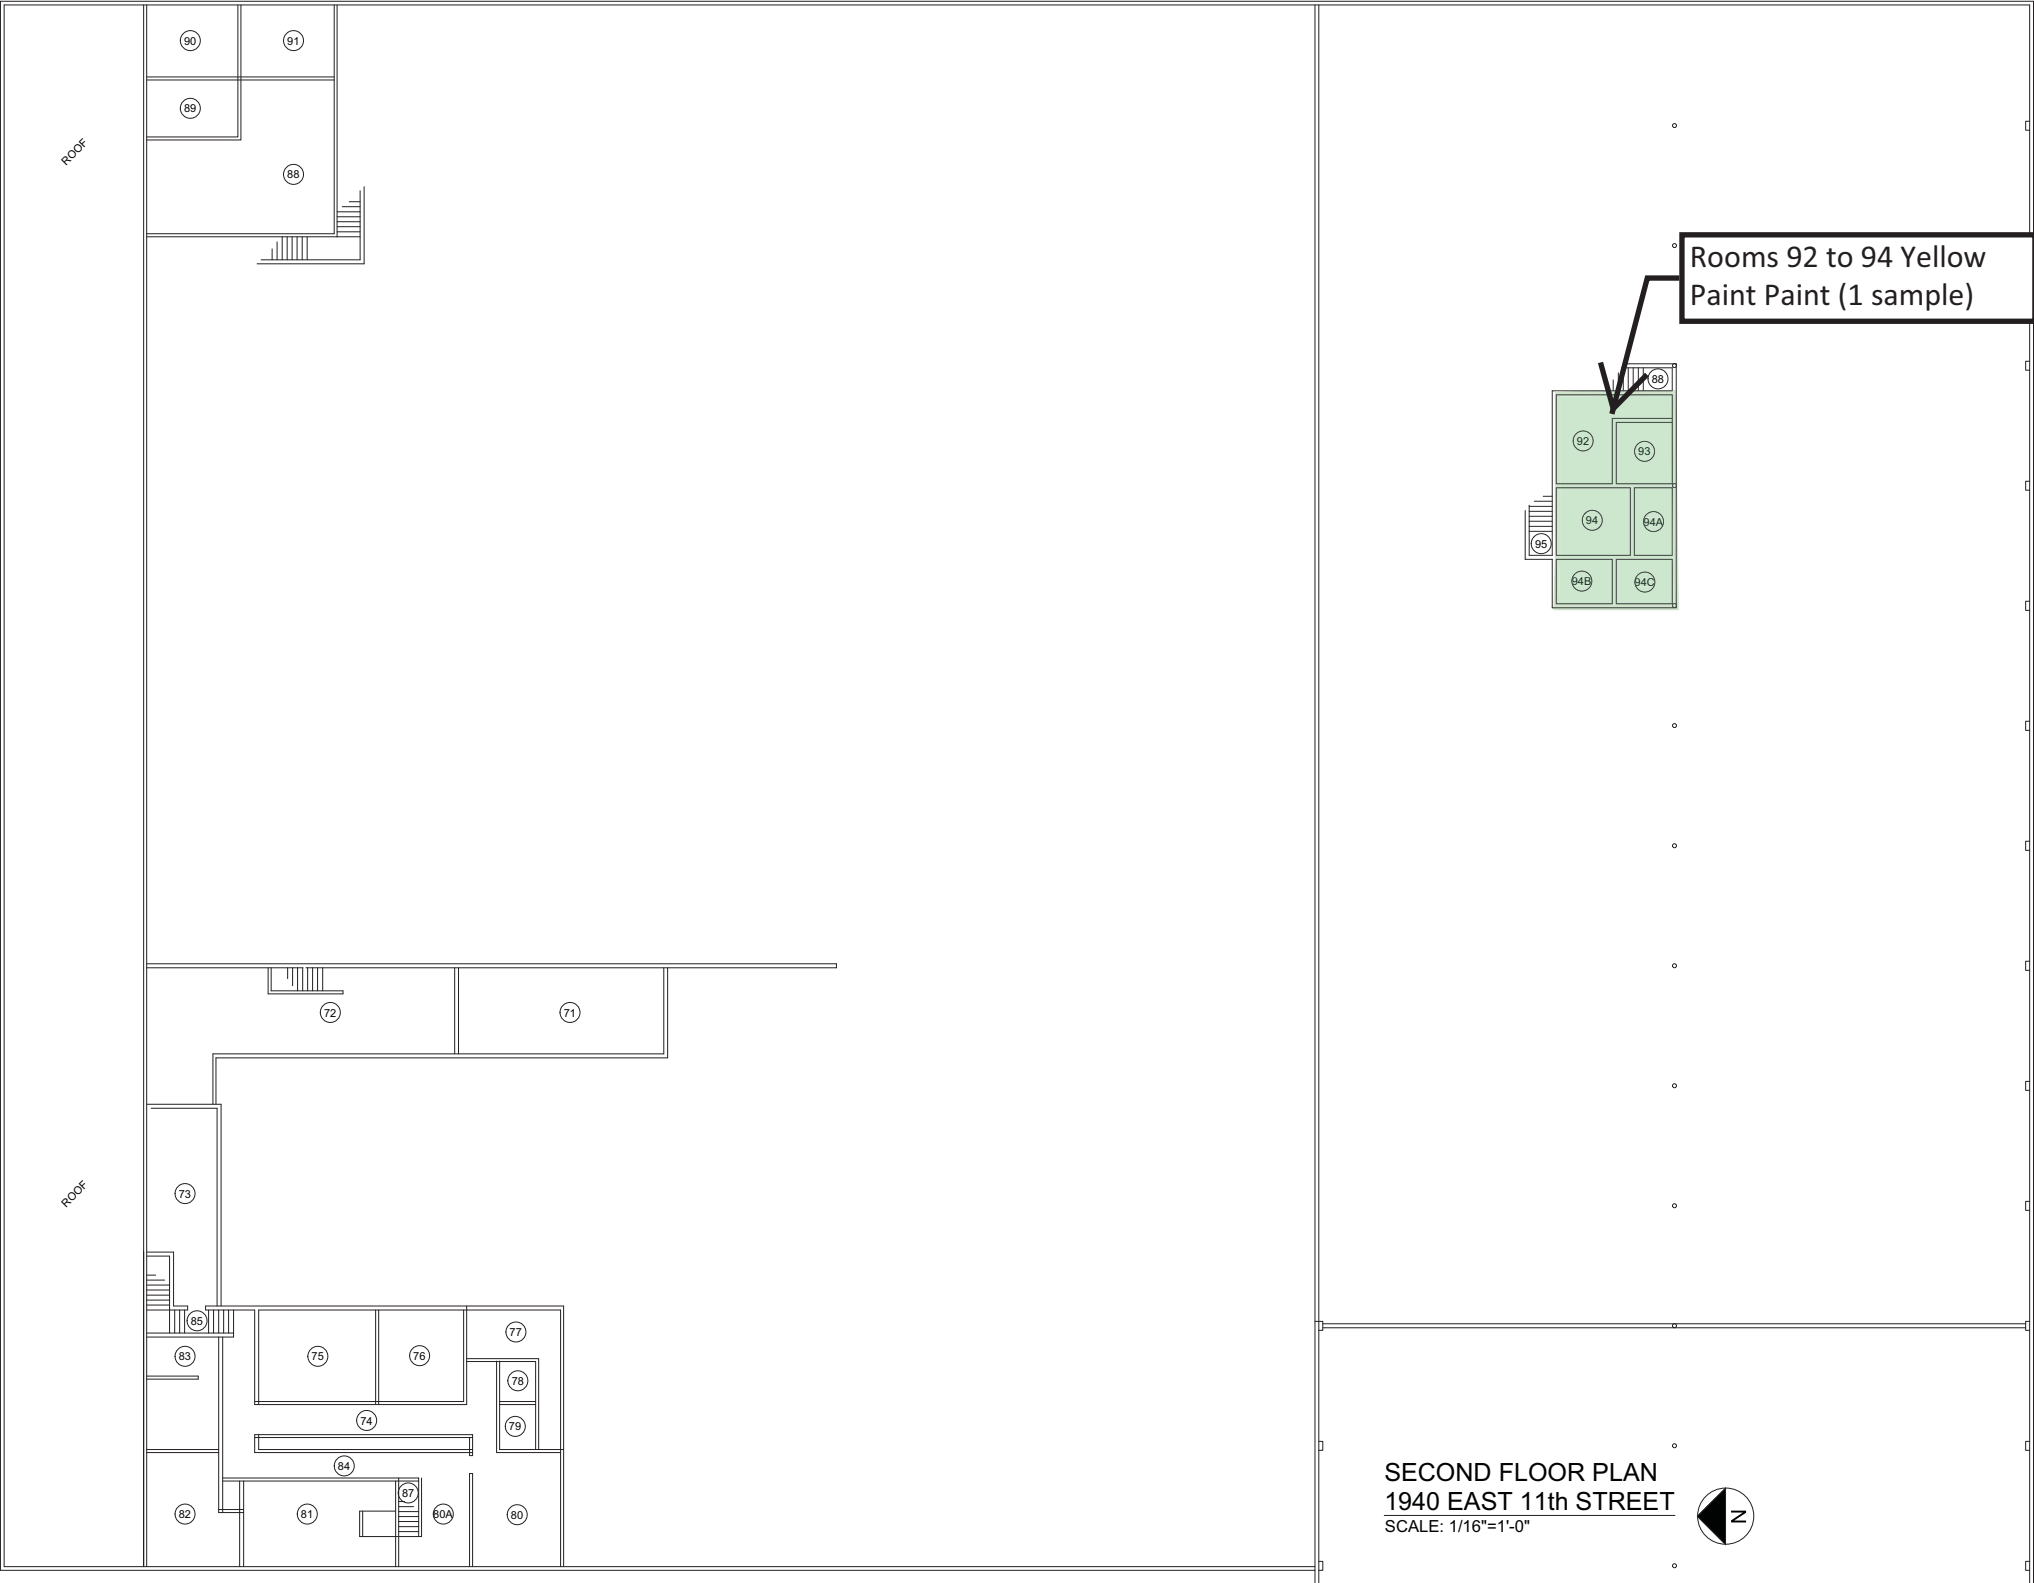 90
91
89
ROOF
88
Rooms 92 to 94 Yellow
Paint Paint (1 sample)
88
92
93
94
94A
95
94B
94C
72
71
73
ROOF
85
77
83
75
76
78
74
79
84
87
82
81
80A
80
SECOND FLOOR PLAN
1940 EAST 11th STREET
SCALE: 1/16"=1'-0"
N